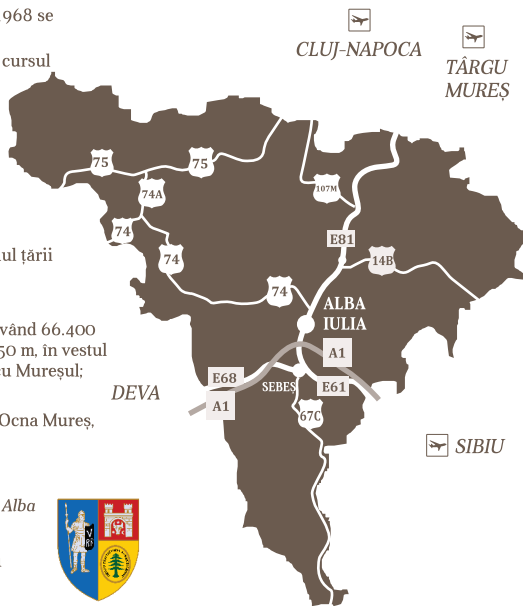 968 se
cursul
ul țării
vând 66.400
50 m, în vestul
cu Mureșul;
Ocna Mureș,
Alba
CLUJ-NAPOCA
TÂRGU
MUREȘ
75
75
74A
107M
74
E81
74
14B
74
ALBA
IULIA
A1
DEVA
E68
SEBEȘ
E61
A1
67C
SIBIU